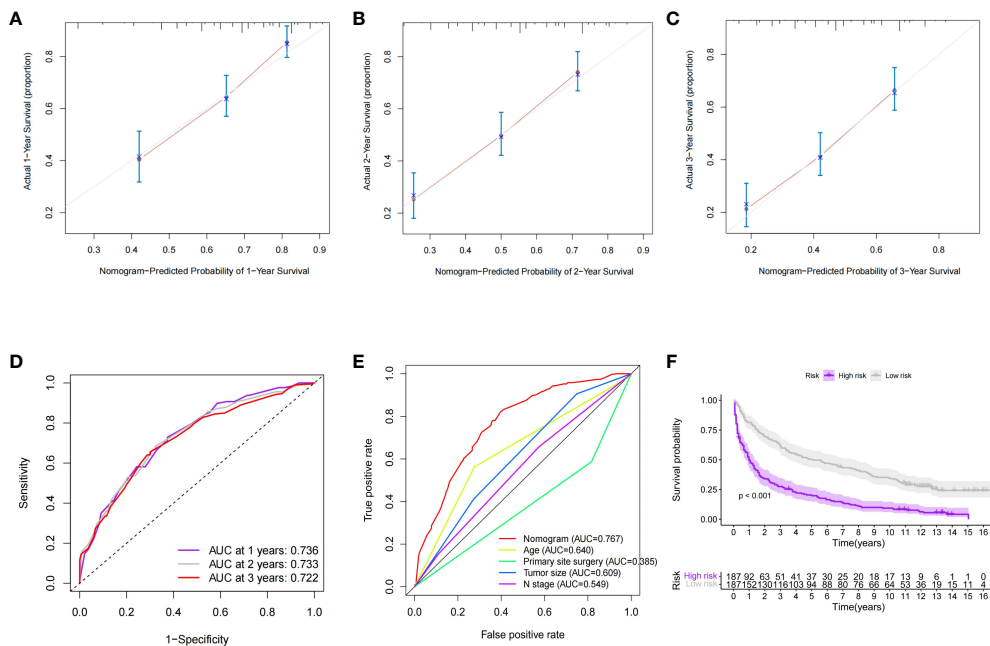 A
Actual 1−Year Survival (proportion)
0.8
0.6
0.4
0.2
0.3 0.4 0.5 0.6 0.7 0.8 0.9
Nomogram−Predicted Probability of 1−Year Survival
B
Actual 2−Year Survival (proportion)
0.8
0.6
0.4
0.2
0.3 0.4 0.5 0.6 0.7 0.8 0.9
Nomogram−Predicted Probability of 2−Year Survival
C
Actual 3−Year Survival (proportion)
0.8
0.6
0.4
0.2
0.2 0.4 0.6 0.8
Nomogram−Predicted Probability of 3−Year Survival
D
Sensitivity
1.0
0.8
0.6
0.4
0.2
0.0
AUC at 1 years: 0.736
AUC at 2 years: 0.733
AUC at 3 years: 0.722
0.0 0.2 0.4 0.6 0.8 1.0
1−Specificity
E
True positive rate
1.0
0.8
0.6
0.4
0.2
0.0
Nomogram (AUC=0.767)
Age (AUC=0.640)
Primary site surgery (AUC=0.385)
Tumor size (AUC=0.609)
N stage (AUC=0.549)
0.0 0.2 0.4 0.6 0.8 1.0
False positive rate
F
Risk High risk Low risk
Survival probability
1.00
0.75
0.50
0.25
0.00
p < 0.001
0 1 2 3 4 5 6 7 8 9 10 11 12 13 14 15 16
Time(years)
Risk
High risk 187 92 63 51 41 37 30 25 20 18 17 13 9 6 1 1 0
Low risk 187 152 130 116 103 94 88 82 76 66 64 53 36 19 15 11 4
0 1 2 3 4 5 6 7 8 9 10 11 12 13 14 15 16
Time(years)